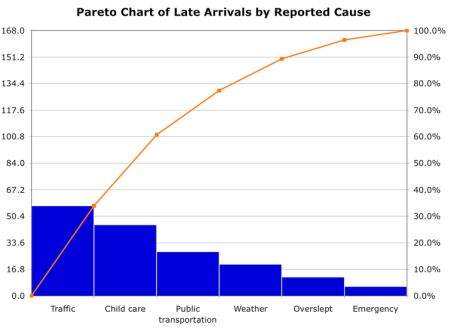 Pareto Chart of Late Arrivals by Reported Cause
168.0
151.2
134.4
117.6
100.8
84.0
67.2
50.4
33.6
16.8
0.0
100.0%
90.0%
80.0%
70.0%
60.0%
50.0%
40.0%
30.0%
20.0%
10.0%
0.0%
Traffic
Child care
Public
transportation
Weather
Overslept
Emergency